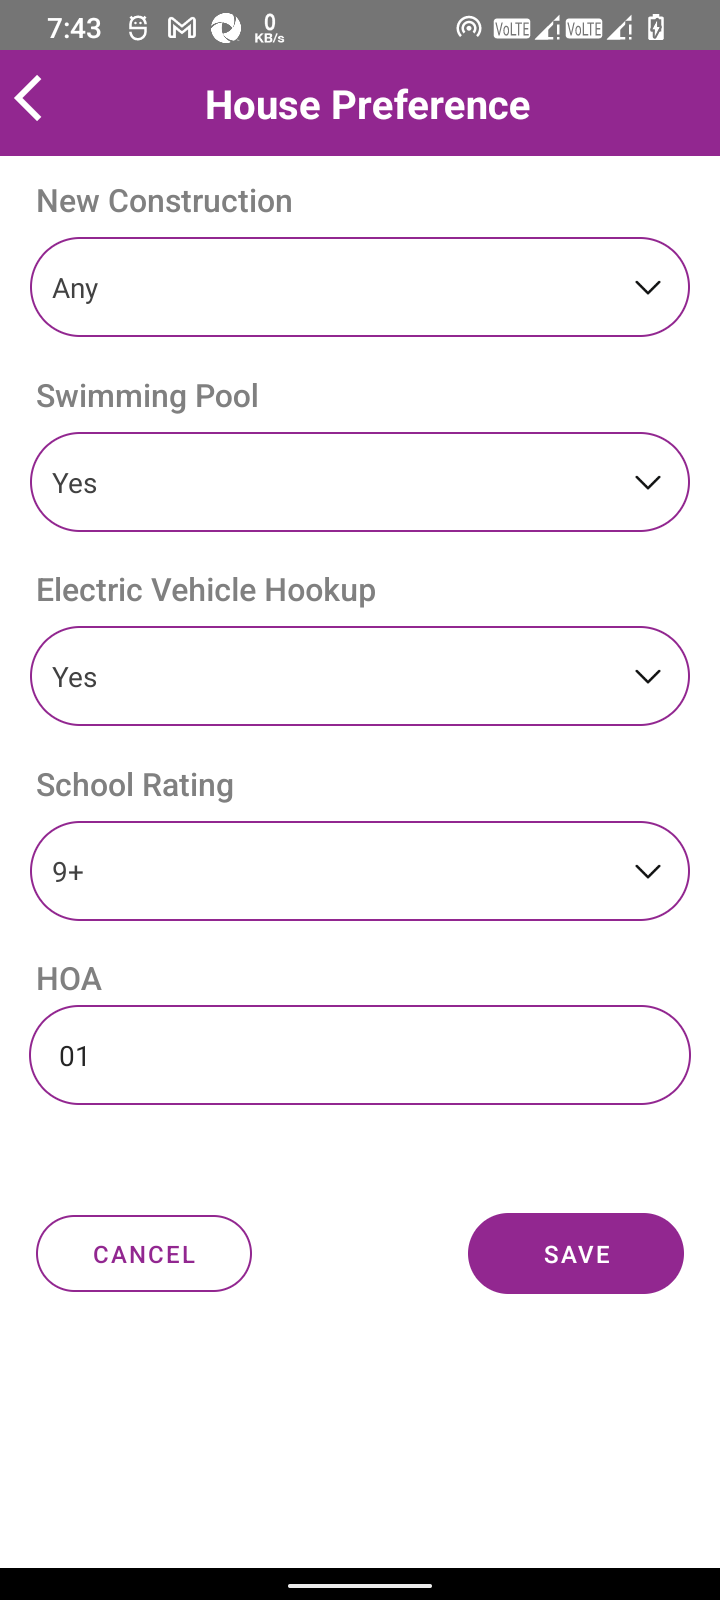 7:43 0 KB/s VoLTE VoLTE
House Preference
New Construction
Any
Swimming Pool
Yes
Electric Vehicle Hookup
Yes
School Rating
9+
HOA
01
CANCEL SAVE